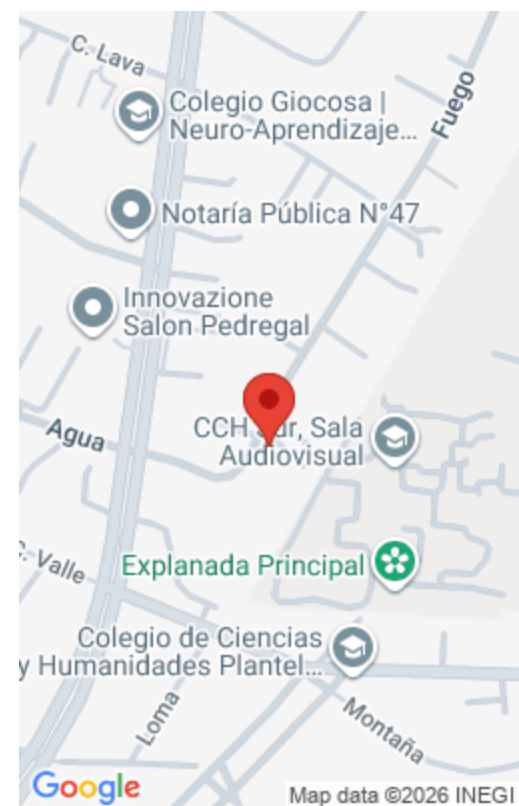 C. Lava
Colegio Giocosa |
Neuro-Aprendizaje...
Fuego
Notaría Pública N°47
Innovazione
Salon Pedregal
Agua
CCH Sur, Sala
Audiovisual
C. Valle
Explanada Principal
Colegio de Ciencias
y Humanidades Plantel...
Loma
Montaña
Google
Map data ©2026 INEGI